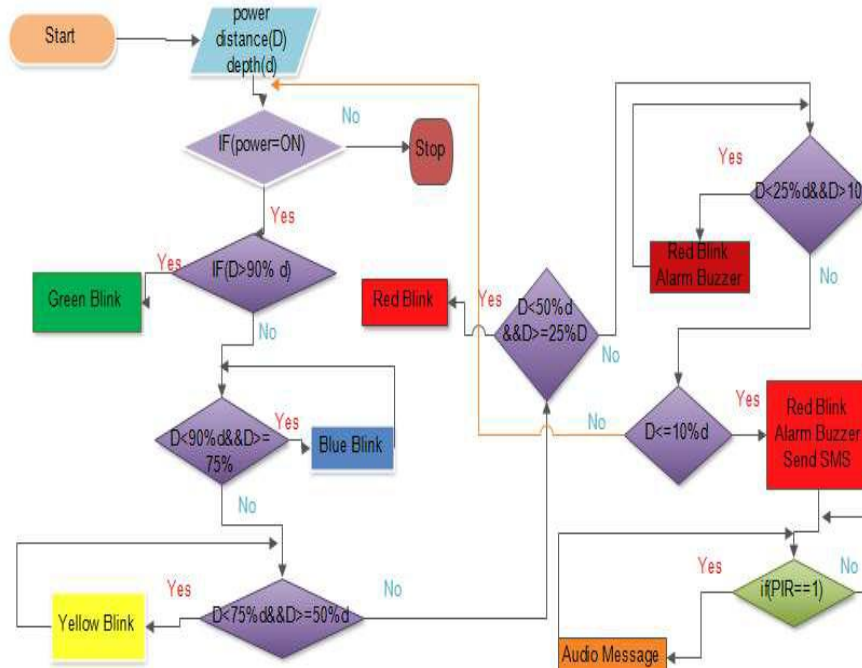 Start
power
distance(D)
depth(d)
IF(power=ON)
No
Stop
Yes
IF(D>90% d)
Yes
Green Blink
No
D<90%d&&D>=
75%
Yes
Blue Blink
No
D<75%d&&D>=50%d
Yes
Yellow Blink
No
D<50%d
&&D>=25%D
Yes
Red Blink
No
D<25%d&&D>10
Yes
Red Blink
Alarm Buzzer
No
D<=10%d
No
Yes
Red Blink
Alarm Buzzer
Send SMS
if(PIR==1)
Yes
No
Audio Message